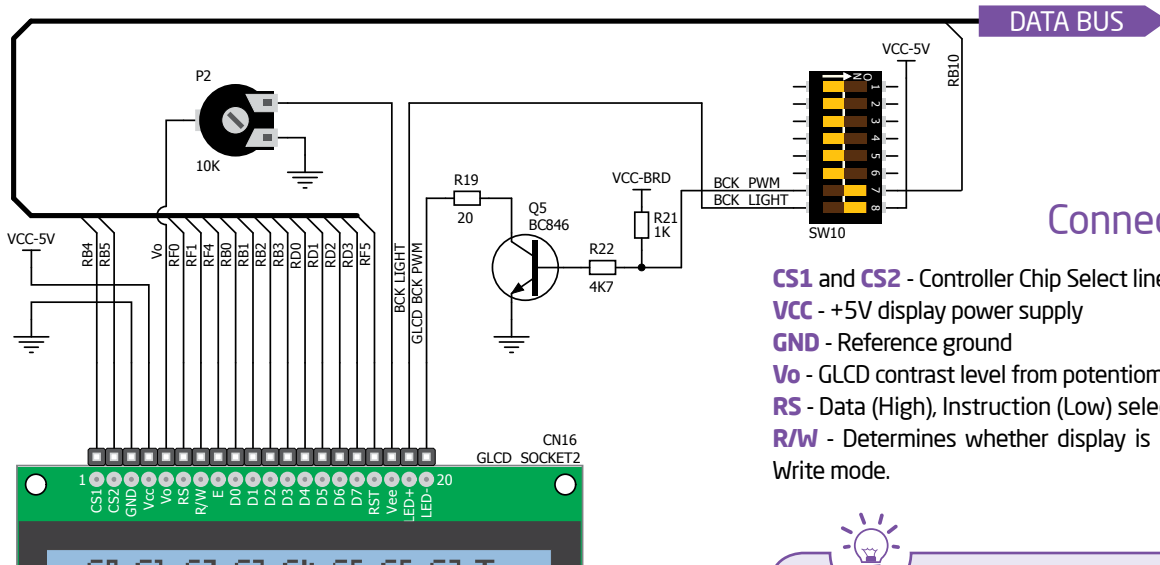 DATA BUS
VCC-5V
RB10
P2
10K
R19
20
Q5
BC846
VCC-BRD
R21
1K
R22
4K7
BCK PWM
BCK LIGHT
ON
1
2
3
4
5
6
7
8
SW10
VCC-5V
RB4
RB5
Vo
RF0
RF1
RF4
RB0
RB1
RB2
RB3
RD0
RD1
RD2
RD3
RF5
BCK LIGHT
GLCD BCK PWM
Connec
CS1 and CS2 - Controller Chip Select line
VCC - +5V display power supply
GND - Reference ground
Vo - GLCD contrast level from potentiom
RS - Data (High), Instruction (Low) selec
R/W - Determines whether display is
Write mode.
CN16
GLCD SOCKET2
1
20
CS1
CS2
GND
Vcc
Vo
RS
R/W
E
D0
D1
D2
D3
D4
D5
D6
D7
RST
Vee
LED+
LED-